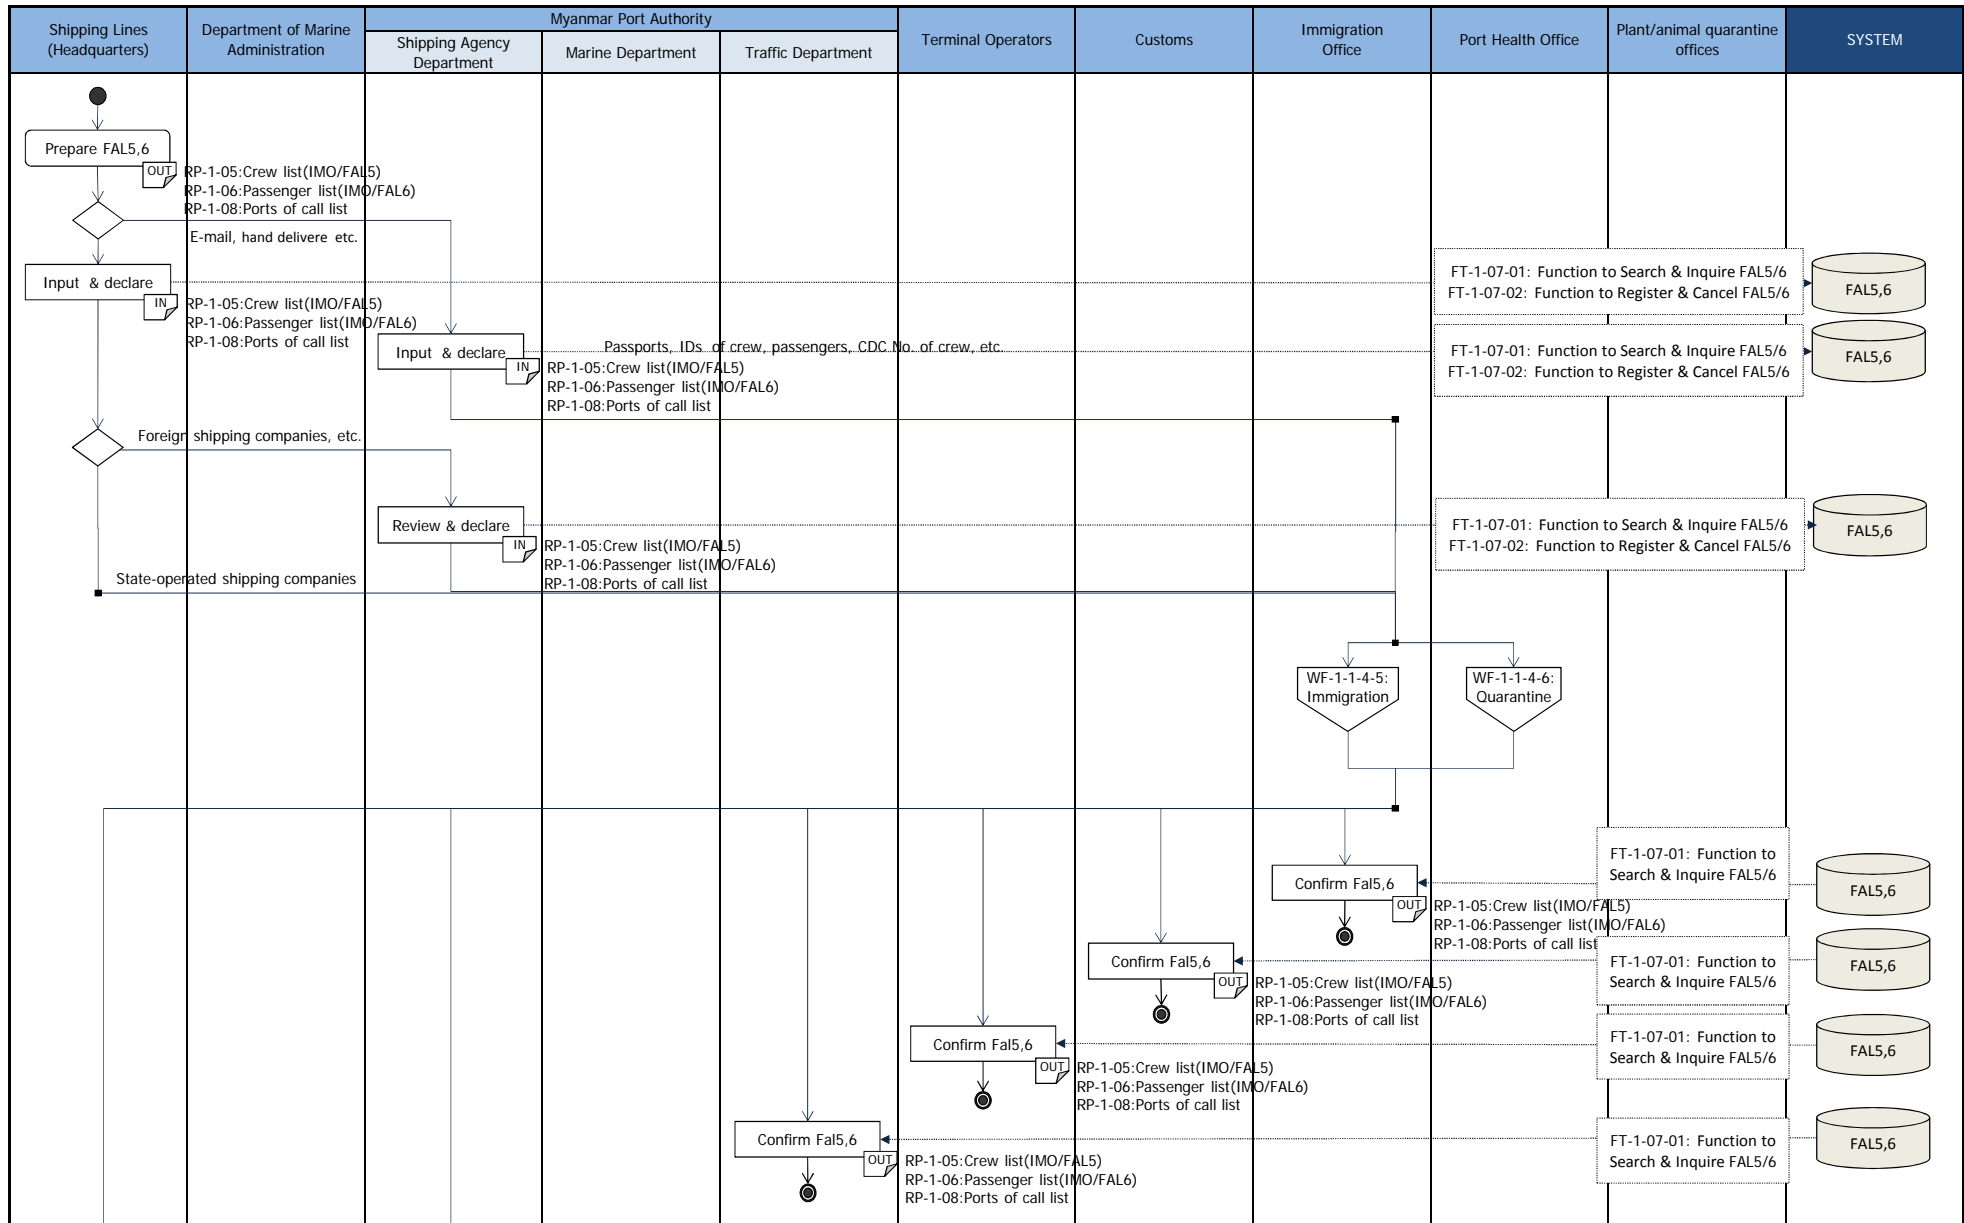 Shipping Lines
(Headquarters)
Department of Marine
Administration
Myanmar Port Authority
Shipping Agency
Department
Marine Department
Traffic Department
Terminal Operators
Customs
Immigration
Office
Port Health Office
Plant/animal quarantine
offices
SYSTEM
Prepare FAL5,6
OUT
RP-1-05:Crew list(IMO/FAL5)
RP-1-06:Passenger list(IMO/FAL6)
RP-1-08:Ports of call list
E-mail, hand delivere etc.
Input & declare
IN
RP-1-05:Crew list(IMO/FAL5)
RP-1-06:Passenger list(IMO/FAL6)
RP-1-08:Ports of call list
FT-1-07-01: Function to Search & Inquire FAL5/6
FT-1-07-02: Function to Register & Cancel FAL5/6
FAL5,6
Input & declare
IN
Passports, IDs of crew, passengers, CDC No. of crew, etc.
RP-1-05:Crew list(IMO/FAL5)
RP-1-06:Passenger list(IMO/FAL6)
RP-1-08:Ports of call list
FT-1-07-01: Function to Search & Inquire FAL5/6
FT-1-07-02: Function to Register & Cancel FAL5/6
FAL5,6
Foreign shipping companies, etc.
Review & declare
IN
RP-1-05:Crew list(IMO/FAL5)
RP-1-06:Passenger list(IMO/FAL6)
RP-1-08:Ports of call list
FT-1-07-01: Function to Search & Inquire FAL5/6
FT-1-07-02: Function to Register & Cancel FAL5/6
FAL5,6
State-operated shipping companies
WF-1-1-4-5:
Immigration
WF-1-1-4-6:
Quarantine
Confirm Fal5,6
OUT
RP-1-05:Crew list(IMO/FAL5)
RP-1-06:Passenger list(IMO/FAL6)
RP-1-08:Ports of call list
FT-1-07-01: Function to
Search & Inquire FAL5/6
FAL5,6
Confirm Fal5,6
OUT
RP-1-05:Crew list(IMO/FAL5)
RP-1-06:Passenger list(IMO/FAL6)
RP-1-08:Ports of call list
FT-1-07-01: Function to
Search & Inquire FAL5/6
FAL5,6
Confirm Fal5,6
OUT
RP-1-05:Crew list(IMO/FAL5)
RP-1-06:Passenger list(IMO/FAL6)
RP-1-08:Ports of call list
FT-1-07-01: Function to
Search & Inquire FAL5/6
FAL5,6
Confirm Fal5,6
OUT
RP-1-05:Crew list(IMO/FAL5)
RP-1-06:Passenger list(IMO/FAL6)
RP-1-08:Ports of call list
FT-1-07-01: Function to
Search & Inquire FAL5/6
FAL5,6